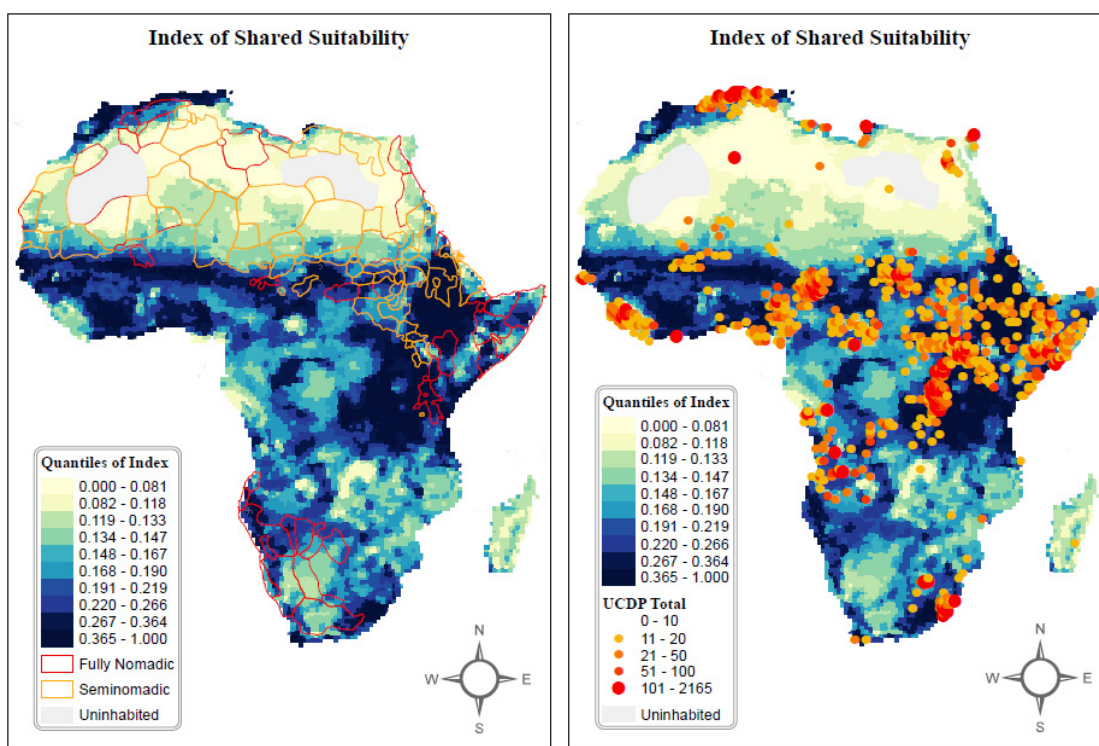 Index of Shared Suitability
Quantiles of Index
0.000 - 0.081
0.082 - 0.118
0.119 - 0.133
0.134 - 0.147
0.148 - 0.167
0.168 - 0.190
0.191 - 0.219
0.220 - 0.266
0.267 - 0.364
0.365 - 1.000
Fully Nomadic
Seminomadic
Uninhabited
N
W E
S
Index of Shared Suitability
Quantiles of Index
0.000 - 0.081
0.082 - 0.118
0.119 - 0.133
0.134 - 0.147
0.148 - 0.167
0.168 - 0.190
0.191 - 0.219
0.220 - 0.266
0.267 - 0.364
0.365 - 1.000
UCDP Total
0 - 10
11 - 20
21 - 50
51 - 100
101 - 2165
Uninhabited
N
W E
S